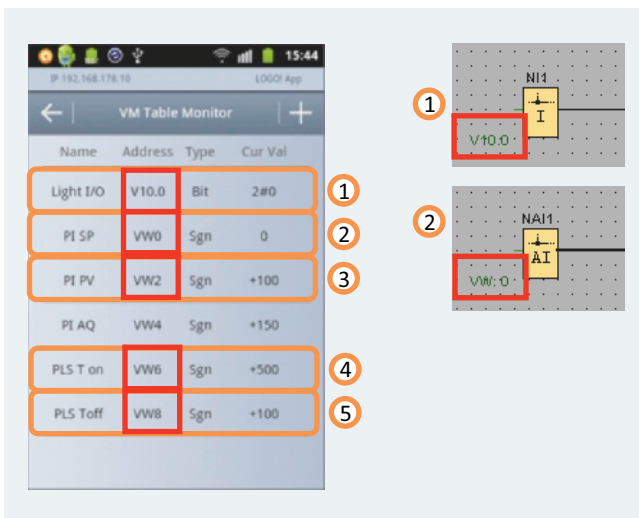 15:44
IP 192.168.178.10 LOGO! App
VM Table Monitor
Name Address Type Cur Val
Light I/O V10.0 Bit 2#0 1
PI SP VW0 Sgn 0 2
PI PV VW2 Sgn +100 3
PI AQ VW4 Sgn +150
PLS T on VW6 Sgn +500 4
PLS Toff VW8 Sgn +100 5
1
NI1
I
V10.0
2
NAI1
AI
VW: 0